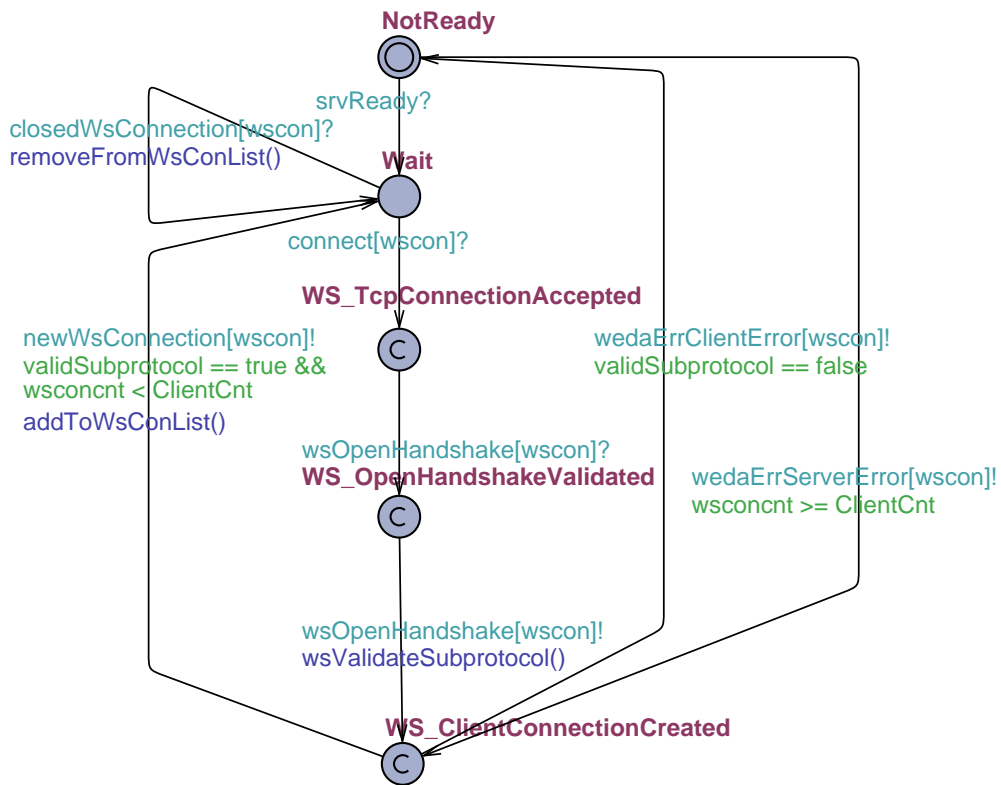 NotReady
srvReady?
closedWsConnection[wscon]?
removeFromWsConList()
Wait
connect[wscon]?
WS_TcpConnectionAccepted
newWsConnection[wscon]!
validSubprotocol == true &&
wsconcnt < ClientCnt
addToWsConList()
wedaErrClientError[wscon]!
validSubprotocol == false
C
wsOpenHandshake[wscon]?
WS_OpenHandshakeValidated
wedaErrServerError[wscon]!
wsconcnt >= ClientCnt
C
wsOpenHandshake[wscon]!
wsValidateSubprotocol()
WS_ClientConnectionCreated
C